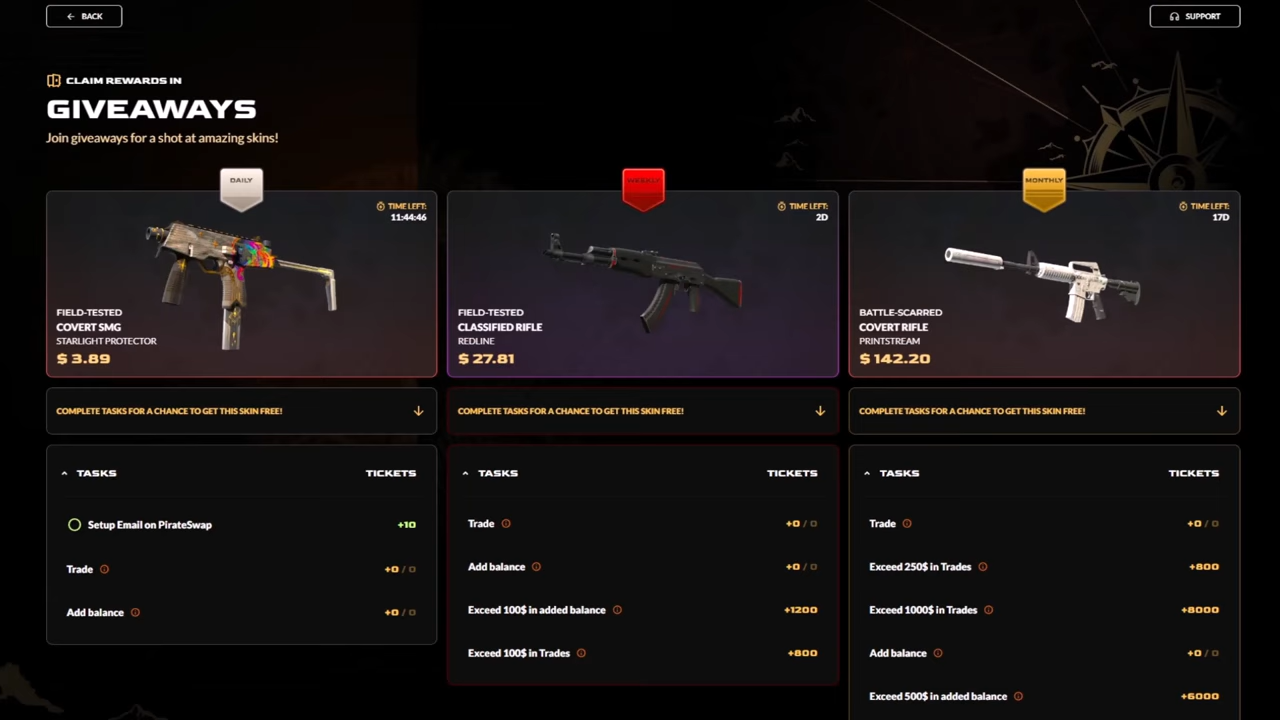 BACK
SUPPORT
CLAIM REWARDS IN
GIVEAWAYS
Join giveaways for a shot at amazing skins!
DAILY
TIME LEFT:
11:44:46
FIELD-TESTED
COVERT SMG
STARLIGHT PROTECTOR
$ 3.89
COMPLETE TASKS FOR A CHANCE TO GET THIS SKIN FREE!
TASKS TICKETS
Setup Email on PirateSwap +10
Trade +0 / 0
Add balance +0 / 0
WEEKLY
TIME LEFT:
2D
FIELD-TESTED
CLASSIFIED RIFLE
REDLINE
$ 27.81
COMPLETE TASKS FOR A CHANCE TO GET THIS SKIN FREE!
TASKS TICKETS
Trade +0 / 0
Add balance +0 / 0
Exceed 100$ in added balance +1200
Exceed 100$ in Trades +800
MONTHLY
TIME LEFT:
17D
BATTLE-SCARRED
COVERT RIFLE
PRINTSTREAM
$ 142.20
COMPLETE TASKS FOR A CHANCE TO GET THIS SKIN FREE!
TASKS TICKETS
Trade +0 / 0
Exceed 250$ in Trades +800
Exceed 1000$ in Trades +8000
Add balance +0 / 0
Exceed 500$ in added balance +6000